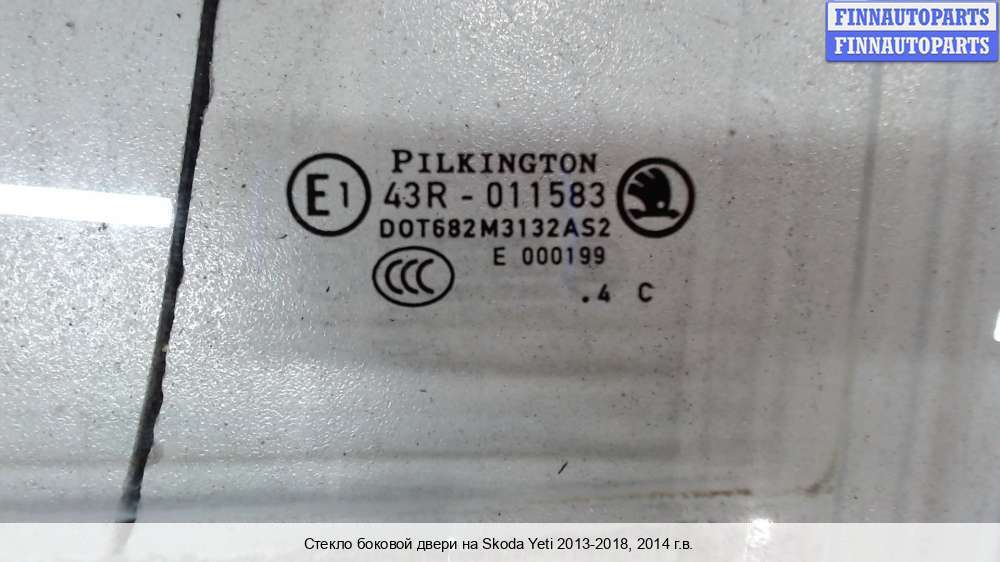 FINNAUTOPARTS
FINNAUTOPARTS
PILKINGTON
E1 43R - 011583
DOT682M3132AS2
CCC E 000199
.4 C
Стекло боковой двери на Skoda Yeti 2013-2018, 2014 г.в.